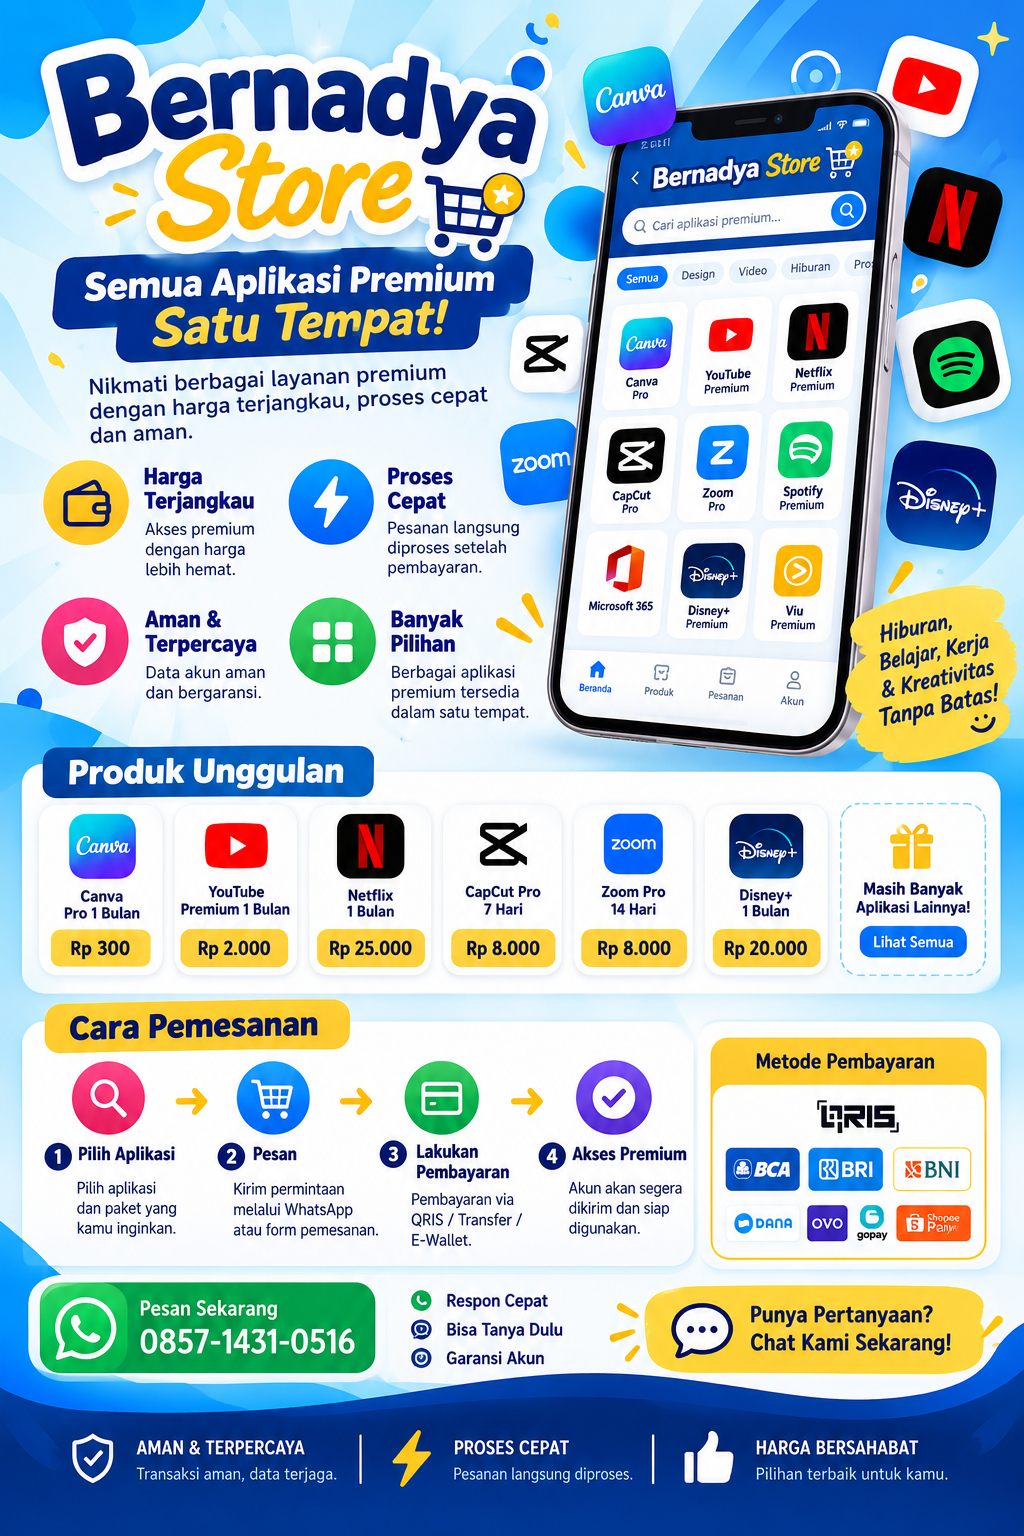 Bernadya
Store
Semua Aplikasi Premium
Satu Tempat!
Nikmati berbagai layanan premium
dengan harga terjangkau, proses cepat
dan aman.
Harga
Terjangkau
Akses premium
dengan harga
lebih hemat.
Proses
Cepat
Pesanan langsung
diproses setelah
pembayaran.
Aman &
Terpercaya
Data akun aman
dan bergaransi.
Banyak
Pilihan
Berbagai aplikasi
premium tersedia
dalam satu tempat.
Canva
zoom
Disney+
Bernadya Store
Cari aplikasi premium...
Semua
Design
Video
Hiburan
Pro
Canva
Canva
Pro
YouTube
Premium
Netflix
Premium
CapCut
Pro
Zoom
Pro
Spotify
Premium
Microsoft 365
Disney+
Disney+
Premium
Viu
Premium
Beranda
Produk
Pesanan
Akun
Hiburan,
Belajar, Kerja
& Kreativitas
Tanpa Batas!
Produk Unggulan
Canva
Canva
Pro 1 Bulan
Rp 300
YouTube
Premium 1 Bulan
Rp 2.000
N
Netflix
1 Bulan
Rp 25.000
CapCut Pro
7 Hari
Rp 8.000
zoom
Zoom Pro
14 Hari
Rp 8.000
Disney+
Disney+
1 Bulan
Rp 20.000
Masih Banyak
Aplikasi Lainnya!
Lihat Semua
Cara Pemesanan
1 Pilih Aplikasi
Pilih aplikasi
dan paket yang
kamu inginkan.
2 Pesan
Kirim permintaan
melalui WhatsApp
atau form pemesanan.
3 Lakukan
Pembayaran
Pembayaran via
QRIS / Transfer /
E-Wallet.
4 Akses Premium
Akun akan segera
dikirim dan siap
digunakan.
Metode Pembayaran
QRIS
BCA
BRI
BNI
DANA
OVO
gopay
Shopee
Pay
Pesan Sekarang
0857-1431-0516
Respon Cepat
Bisa Tanya Dulu
Garansi Akun
Punya Pertanyaan?
Chat Kami Sekarang!
AMAN & TERPERCAYA
Transaksi aman, data terjaga.
PROSES CEPAT
Pesanan langsung diproses.
HARGA BERSAHABAT
Pilihan terbaik untuk kamu.